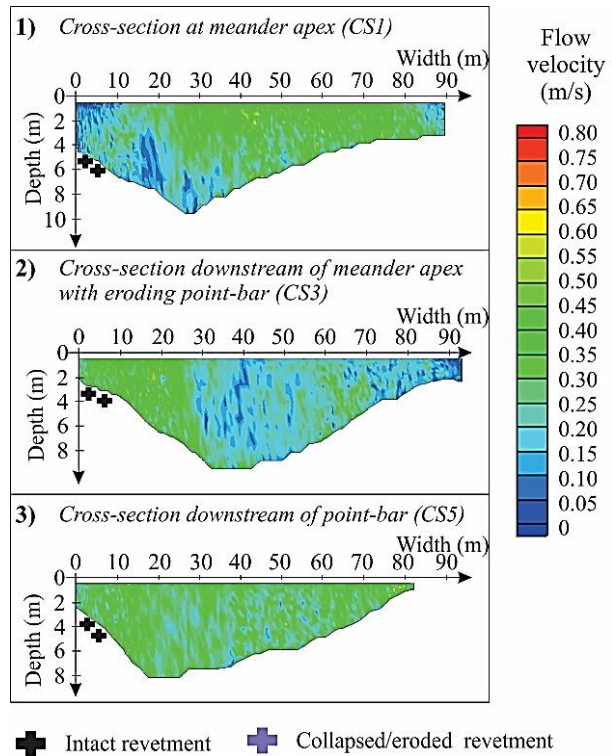 1) Cross-section at meander apex (CS1)
Width (m)
0 10 20 30 40 50 60 70 80 90
Depth (m)
0
2
4
6
8
10
2) Cross-section downstream of meander apex
with eroding point-bar (CS3)
Width (m)
0 10 20 30 40 50 60 70 80 90
Depth (m)
0
2
4
6
8
3) Cross-section downstream of point-bar (CS5)
Width (m)
0 10 20 30 40 50 60 70 80 90
Depth (m)
0
2
4
6
8
Flow
velocity
(m/s)
0.80
0.75
0.70
0.65
0.60
0.55
0.50
0.45
0.40
0.35
0.30
0.25
0.20
0.15
0.10
0.05
0
Intact revetment
Collapsed/eroded revetment